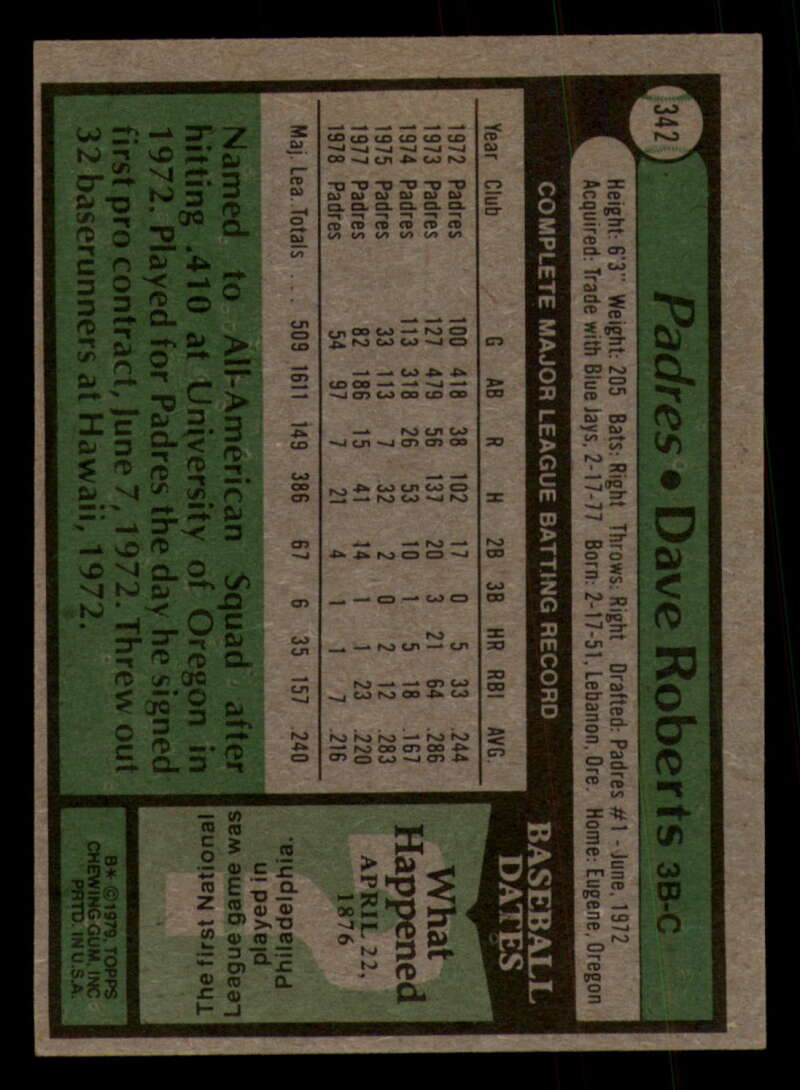 342
Padres • Dave Roberts 3B-C
Height: 6'3" Weight: 205 Bats: Right Throws: Right Drafted: Padres #1 - June, 1972
Acquired: Trade with Blue Jays, 2-17-77 Born: 2-17-51, Lebanon, Ore. Home: Eugene, Oregon
COMPLETE MAJOR LEAGUE BATTING RECORD
Year Club G AB R H 2B 3B HR RBI AVG.
1972 Padres 100 418 38 102 17 0 5 33 .244
1973 Padres 127 479 56 137 20 3 21 64 .286
1974 Padres 113 318 26 53 10 1 5 18 .167
1975 Padres 33 113 7 32 2 0 2 12 .283
1977 Padres 82 186 15 41 14 1 1 23 .220
1978 Padres 54 97 7 21 4 1 1 7 .216
Maj. Lea. Totals ... 509 1611 149 386 67 6 35 157 .240
Named to All-American Squad after
hitting .410 at University of Oregon in
1972. Played for Padres the day he signed
first pro contract, June 7, 1972. Threw out
32 baserunners at Hawaii, 1972.
BASEBALL
DATES
What
Happened
APRIL 22,
1876
?
The first National
League game was
played in
Philadelphia.
B* ©1979, TOPPS
CHEWING GUM, INC
PRTD. IN U.S.A.